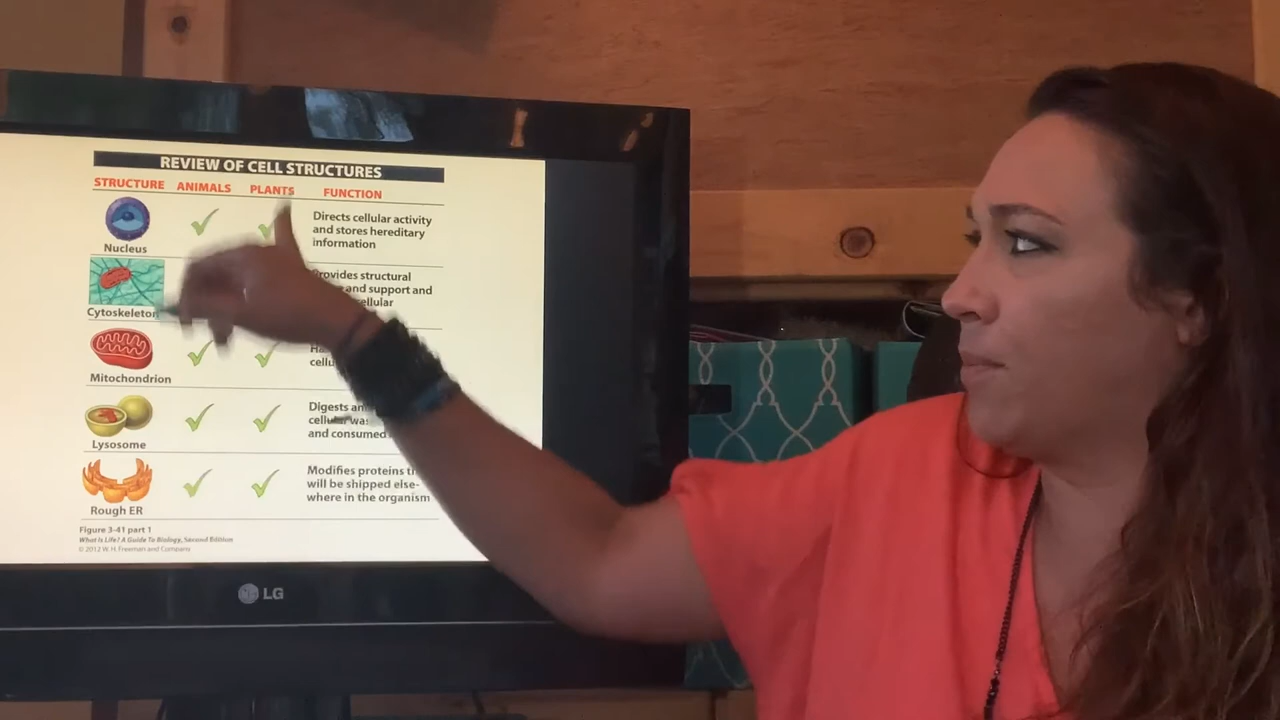 REVIEW OF CELL STRUCTURES
STRUCTURE ANIMALS PLANTS FUNCTION
Nucleus
Directs cellular activity
and stores hereditary
information
Cytoskeleton
structural
and support and
Mitochondrion
Lysosome
Digests
and consumed
Rough ER
Modifies proteins
will be shipped else-
where in the organism
Figure 3-41 part 1
What Is Life? A Guide To Biology, Second Edition
© 2012 W. H. Freeman and Company
LG